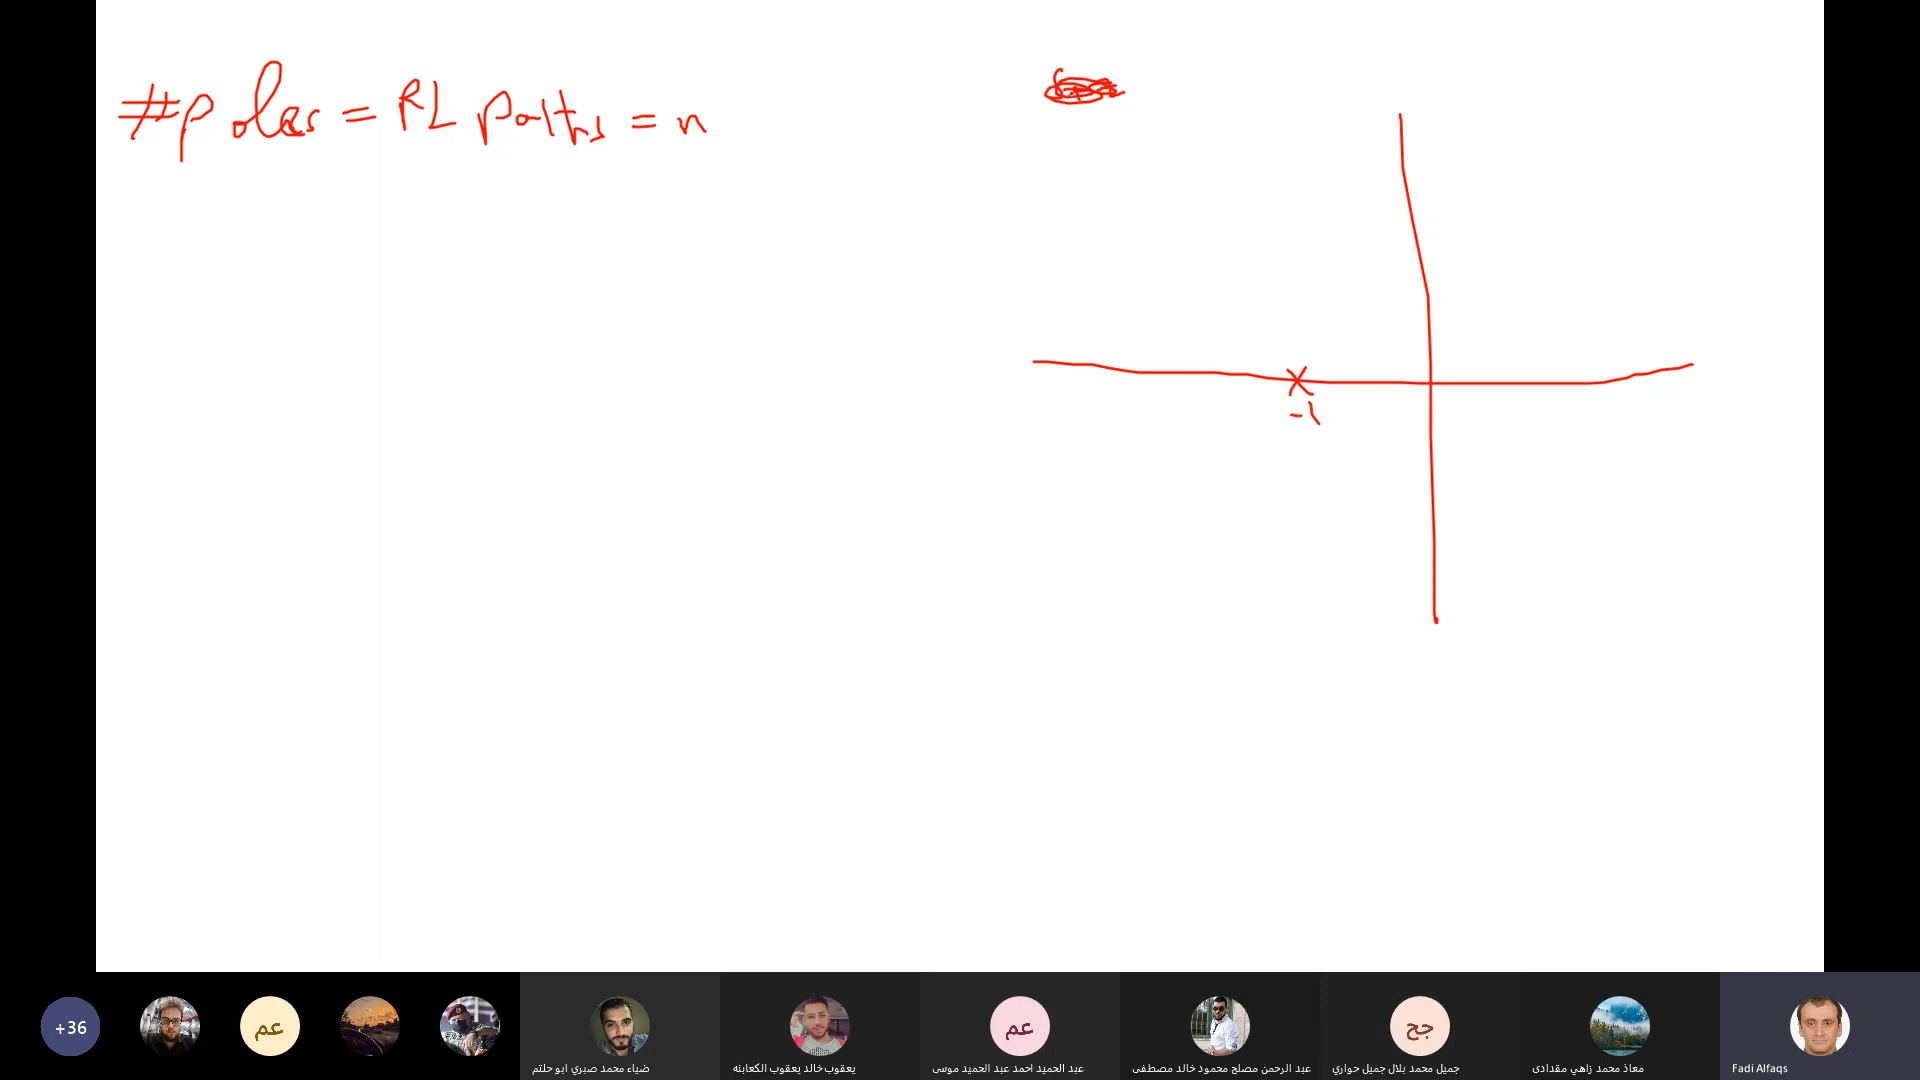 #poles = RL paths = n
-1
+36
عم
عم
جح
ضياء محمد صبري ابو حلتم
يعقوب خالد يعقوب الكعابنه
عبد الحميد احمد عبد الحميد موسى
عبد الرحمن مصلح محمود خالد مصطفى
جميل محمد بلال جميل حواري
معاذ محمد زاهي مقدادى
Fadi Alfaqs